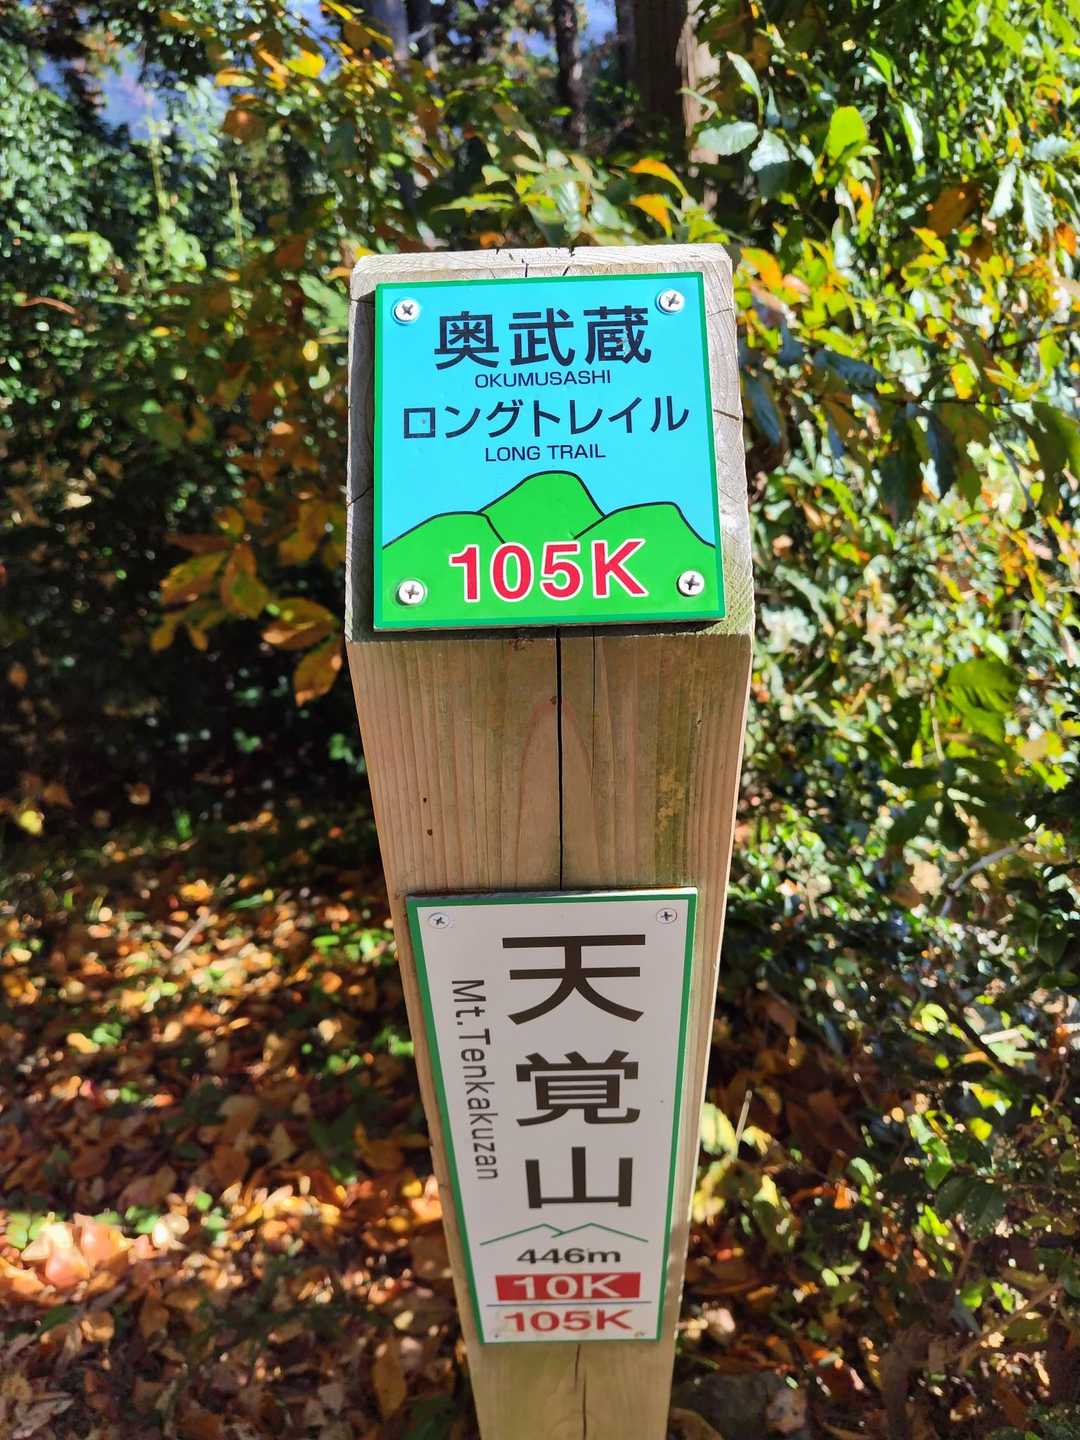 奥武蔵
OKUMUSASHI
ロングトレイル
LONG TRAIL
105K
天覚山
Mt.Tenkakuzan
446m
10K
105K